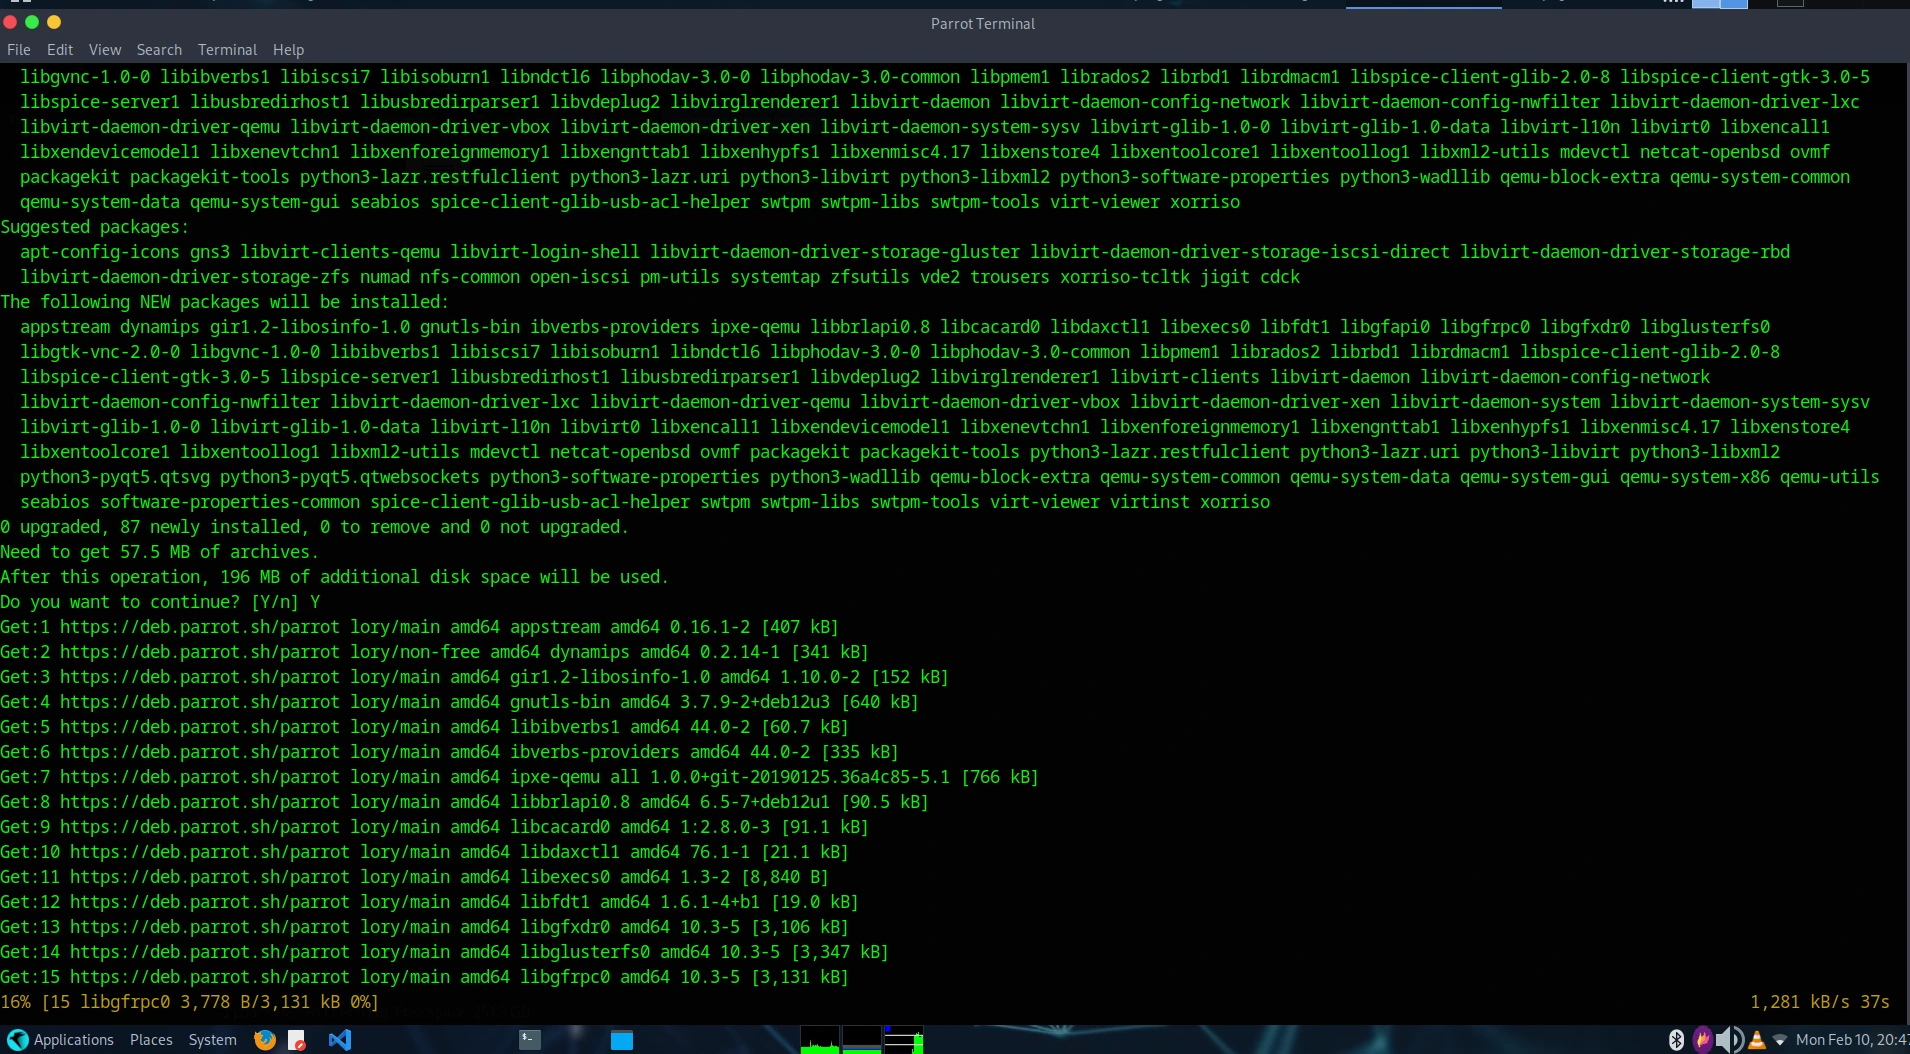 Parrot Terminal
File Edit View Search Terminal Help
libgvnc-1.0-0 libibverbs1 libiscsi7 libisoburn1 libndctl6 libphodav-3.0-0 libphodav-3.0-common libpmem1 librados2 librbd1 librdmacm1 libspice-client-glib-2.0-8 libspice-client-gtk-3.0-5
libspice-server1 libusbredirhost1 libusbredirparser1 libvdeplug2 libvirglrenderer1 libvirt-daemon libvirt-daemon-config-network libvirt-daemon-config-nwfilter libvirt-daemon-driver-lxc
libvirt-daemon-driver-qemu libvirt-daemon-driver-vbox libvirt-daemon-driver-xen libvirt-daemon-system-sysv libvirt-glib-1.0-0 libvirt-glib-1.0-data libvirt-l10n libvirt0 libxencall1
libxendevicemodel1 libxenevtchn1 libxenforeignmemory1 libxengnttab1 libxenhypfs1 libxenmisc4.17 libxenstore4 libxentoolcore1 libxentoollog1 libxml2-utils mdevctl netcat-openbsd ovmf
packagekit packagekit-tools python3-lazr.restfulclient python3-lazr.uri python3-libvirt python3-libxml2 python3-software-properties python3-wadllib qemu-block-extra qemu-system-common
qemu-system-data qemu-system-gui seabios spice-client-glib-usb-acl-helper swtpm swtpm-libs swtpm-tools virt-viewer xorriso
Suggested packages:
apt-config-icons gns3 libvirt-clients-qemu libvirt-login-shell libvirt-daemon-driver-storage-gluster libvirt-daemon-driver-storage-iscsi-direct libvirt-daemon-driver-storage-rbd
libvirt-daemon-driver-storage-zfs numad nfs-common open-iscsi pm-utils systemtap zfsutils vde2 trousers xorriso-tcltk jigit cdck
The following NEW packages will be installed:
appstream dynamips gir1.2-libosinfo-1.0 gnutls-bin ibverbs-providers ipxe-qemu libbrlapi0.8 libcacard0 libdaxctl1 libexecs0 libfdt1 libgfapi0 libgfrpc0 libgfxdr0 libglusterfs0
libgtk-vnc-2.0-0 libgvnc-1.0-0 libibverbs1 libiscsi7 libisoburn1 libndctl6 libphodav-3.0-0 libphodav-3.0-common libpmem1 librados2 librbd1 librdmacm1 libspice-client-glib-2.0-8
libspice-client-gtk-3.0-5 libspice-server1 libusbredirhost1 libusbredirparser1 libvdeplug2 libvirglrenderer1 libvirt-clients libvirt-daemon libvirt-daemon-config-network
libvirt-daemon-config-nwfilter libvirt-daemon-driver-lxc libvirt-daemon-driver-qemu libvirt-daemon-driver-vbox libvirt-daemon-driver-xen libvirt-daemon-system libvirt-daemon-system-sysv
libvirt-glib-1.0-0 libvirt-glib-1.0-data libvirt-l10n libvirt0 libxencall1 libxendevicemodel1 libxenevtchn1 libxenforeignmemory1 libxengnttab1 libxenhypfs1 libxenmisc4.17 libxenstore4
libxentoolcore1 libxentoollog1 libxml2-utils mdevctl netcat-openbsd ovmf packagekit packagekit-tools python3-lazr.restfulclient python3-lazr.uri python3-libvirt python3-libxml2
python3-pyqt5.qtsvg python3-pyqt5.qtwebsockets python3-software-properties python3-wadllib qemu-block-extra qemu-system-common qemu-system-data qemu-system-gui qemu-system-x86 qemu-utils
seabios software-properties-common spice-client-glib-usb-acl-helper swtpm swtpm-libs swtpm-tools virt-viewer virtinst xorriso
0 upgraded, 87 newly installed, 0 to remove and 0 not upgraded.
Need to get 57.5 MB of archives.
After this operation, 196 MB of additional disk space will be used.
Do you want to continue? [Y/n] Y
Get:1 https://deb.parrot.sh/parrot lory/main amd64 appstream amd64 0.16.1-2 [407 kB]
Get:2 https://deb.parrot.sh/parrot lory/non-free amd64 dynamips amd64 0.2.14-1 [341 kB]
Get:3 https://deb.parrot.sh/parrot lory/main amd64 gir1.2-libosinfo-1.0 amd64 1.10.0-2 [152 kB]
Get:4 https://deb.parrot.sh/parrot lory/main amd64 gnutls-bin amd64 3.7.9-2+deb12u3 [640 kB]
Get:5 https://deb.parrot.sh/parrot lory/main amd64 libibverbs1 amd64 44.0-2 [60.7 kB]
Get:6 https://deb.parrot.sh/parrot lory/main amd64 ibverbs-providers amd64 44.0-2 [335 kB]
Get:7 https://deb.parrot.sh/parrot lory/main amd64 ipxe-qemu all 1.0.0+git-20190125.36a4c85-5.1 [766 kB]
Get:8 https://deb.parrot.sh/parrot lory/main amd64 libbrlapi0.8 amd64 6.5-7+deb12u1 [90.5 kB]
Get:9 https://deb.parrot.sh/parrot lory/main amd64 libcacard0 amd64 1:2.8.0-3 [91.1 kB]
Get:10 https://deb.parrot.sh/parrot lory/main amd64 libdaxctl1 amd64 76.1-1 [21.1 kB]
Get:11 https://deb.parrot.sh/parrot lory/main amd64 libexecs0 amd64 1.3-2 [8,840 B]
Get:12 https://deb.parrot.sh/parrot lory/main amd64 libfdt1 amd64 1.6.1-4+b1 [19.0 kB]
Get:13 https://deb.parrot.sh/parrot lory/main amd64 libgfxdr0 amd64 10.3-5 [3,106 kB]
Get:14 https://deb.parrot.sh/parrot lory/main amd64 libglusterfs0 amd64 10.3-5 [3,347 kB]
Get:15 https://deb.parrot.sh/parrot lory/main amd64 libgfrpc0 amd64 10.3-5 [3,131 kB]
16% [15 libgfrpc0 3,778 B/3,131 kB 0%] 1,281 kB/s 37s
Applications Places System Mon Feb 10, 20:47